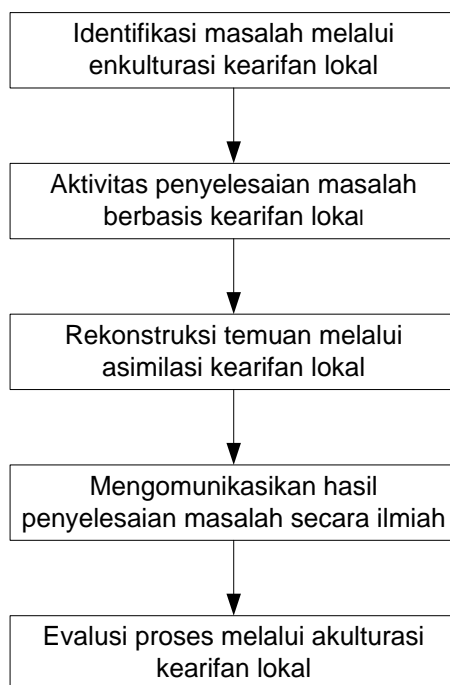 Identifikasi masalah melalui
enkulturasi kearifan lokal
Aktivitas penyelesaian masalah
berbasis kearifan lokal
Rekonstruksi temuan melalui
asimilasi kearifan lokal
Mengomunikasikan hasil
penyelesaian masalah secara ilmiah
Evalusi proses melalui akulturasi
kearifan lokal